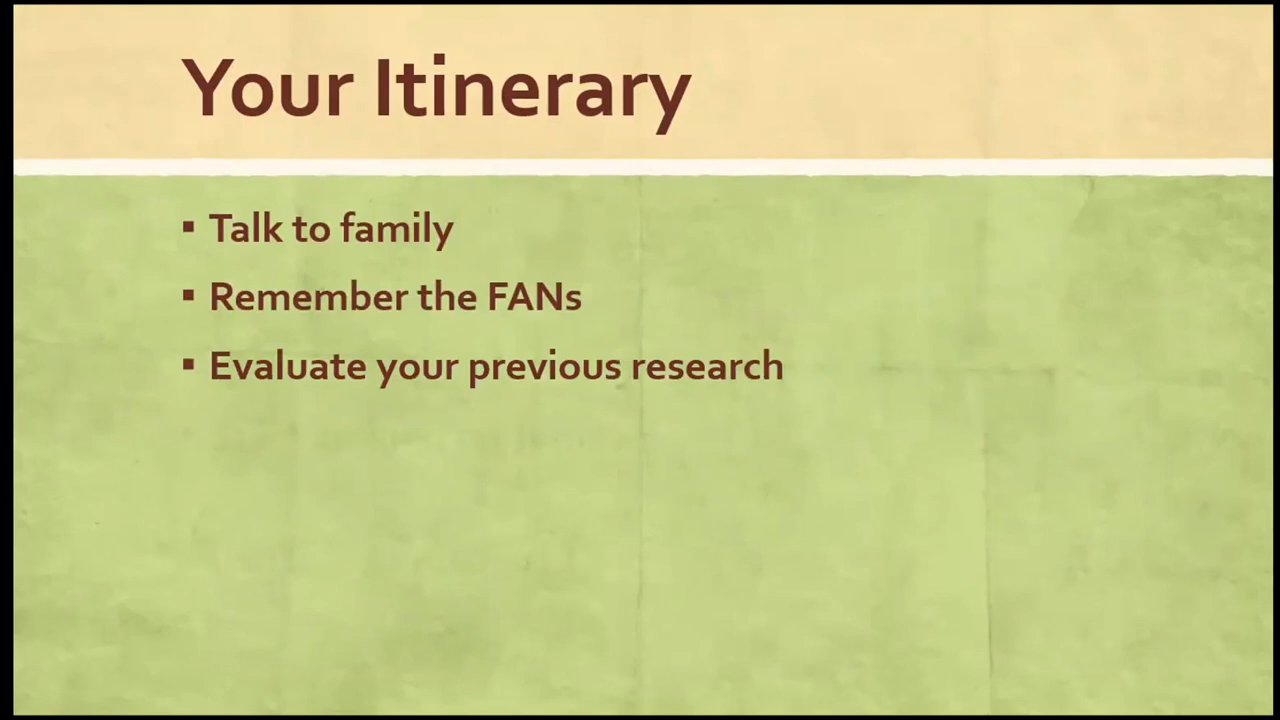 Your Itinerary
▪ Talk to family
▪ Remember the FANs
▪ Evaluate your previous research